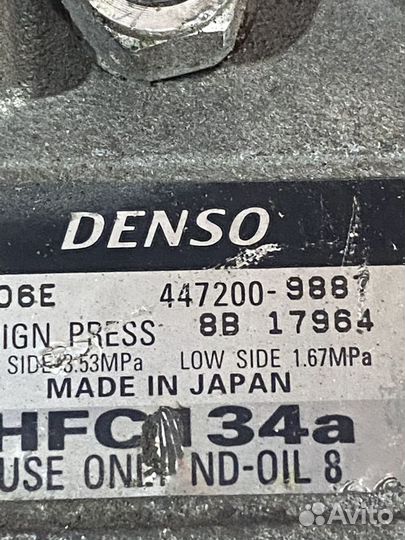 DENSO
06E 447200-9887
IGN PRESS 8B 17964
SIDE 3.53MPa LOW SIDE 1.67MPa
MADE IN JAPAN
HFC134a
USE ONLY ND-OIL 8
Avito